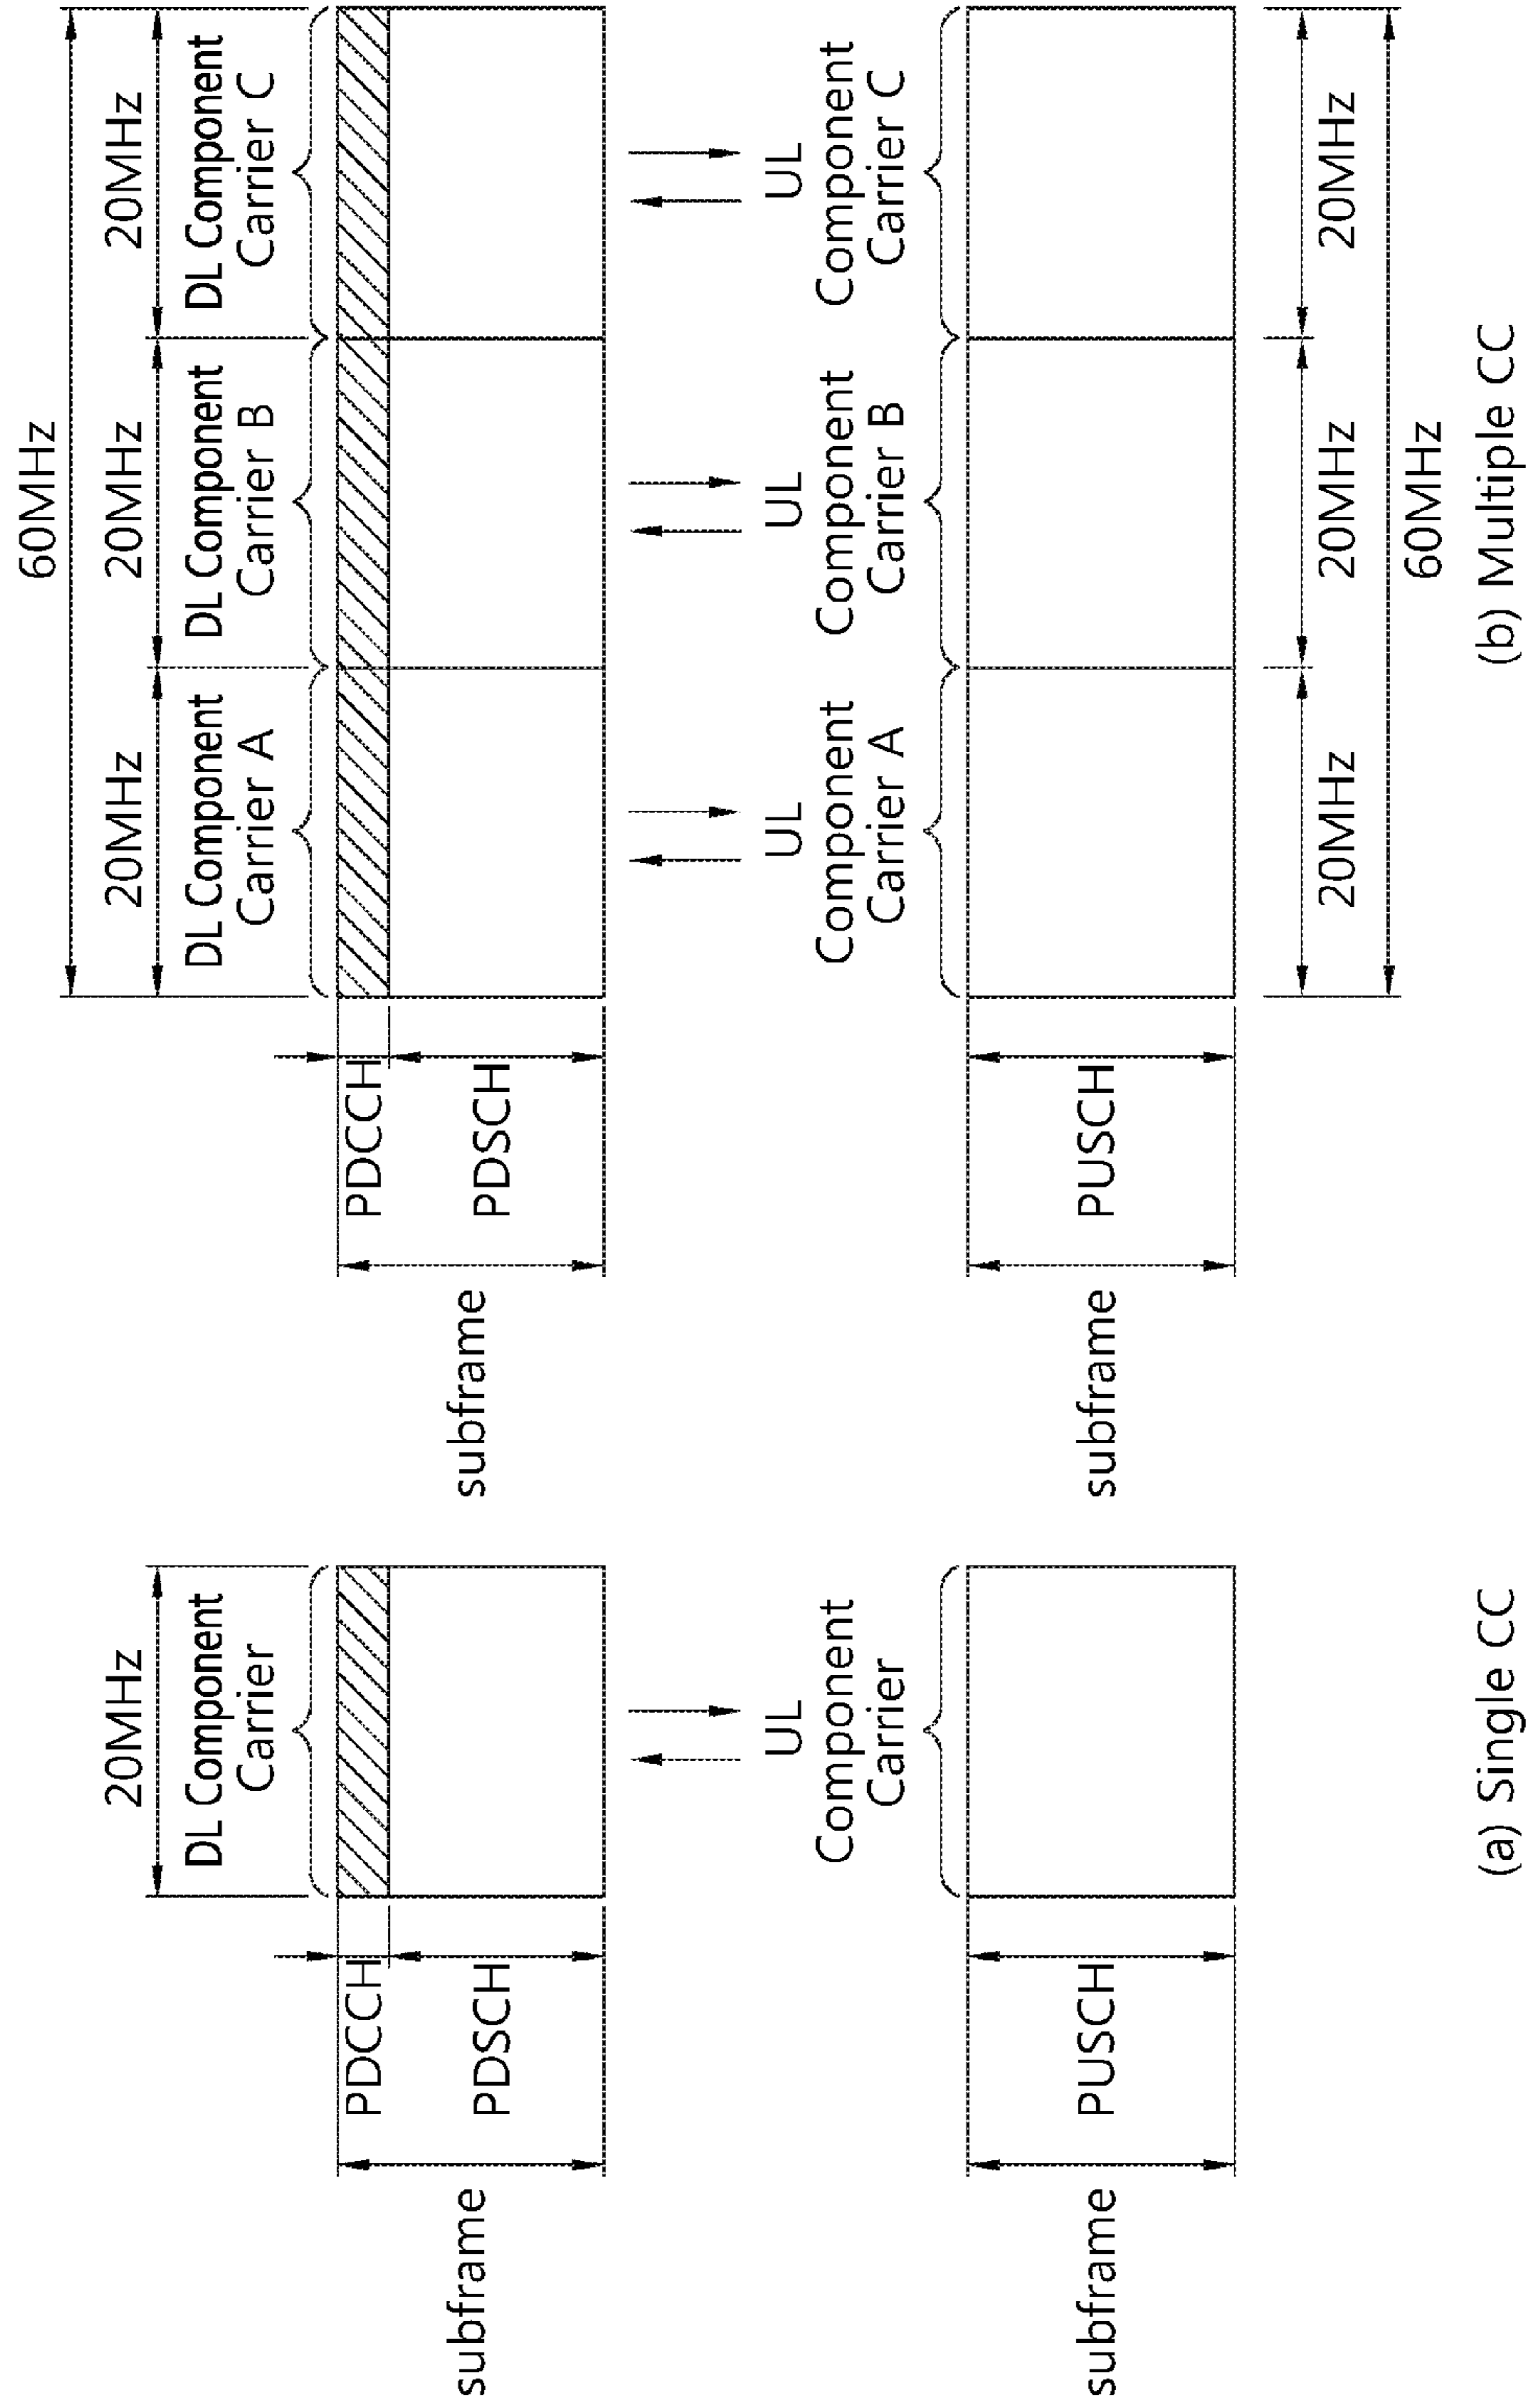 20MHz
DL Component
Carrier
PDCCH
PDSCH
subframe
UL
Component
Carrier
PUSCH
subframe
(a) Single CC
60MHz
20MHz
20MHz
20MHz
DL Component
Carrier A
DL Component
Carrier B
DL Component
Carrier C
PDCCH
PDSCH
subframe
UL
Component
Carrier A
UL
Component
Carrier B
UL
Component
Carrier C
PUSCH
subframe
20MHz
20MHz
20MHz
60MHz
(b) Multiple CC